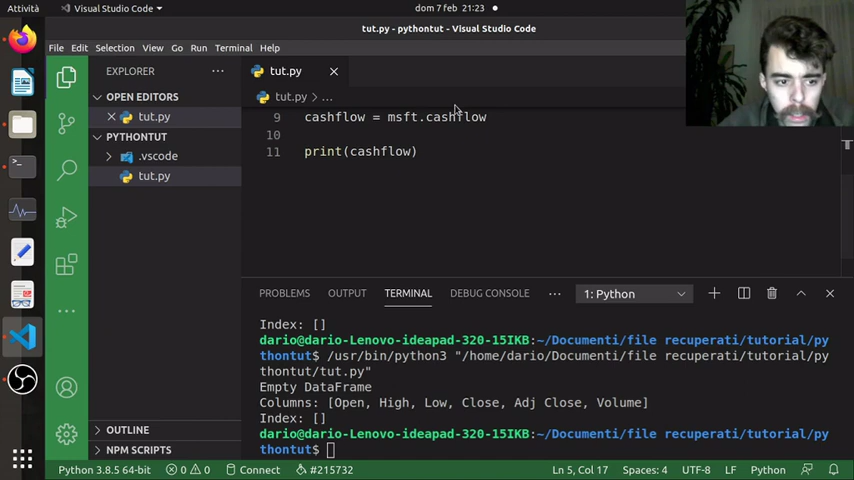 Attività
Visual Studio Code
dom 7 feb 21:23
tut.py - pythontut - Visual Studio Code
File Edit Selection View Go Run Terminal Help
EXPLORER
OPEN EDITORS
tut.py
PYTHONTUT
.vscode
tut.py
OUTLINE
NPM SCRIPTS
tut.py
tut.py > ...
9 cashflow = msft.cashflow
10
11 print(cashflow)
PROBLEMS OUTPUT TERMINAL DEBUG CONSOLE ... 1: Python
Index: []
dario@dario-Lenovo-ideapad-320-15IKB:~/Documenti/file recuperati/tutorial/py
thontut$ /usr/bin/python3 "/home/dario/Documenti/file recuperati/tutorial/py
thontut/tut.py"
Empty DataFrame
Columns: [Open, High, Low, Close, Adj Close, Volume]
Index: []
dario@dario-Lenovo-ideapad-320-15IKB:~/Documenti/file recuperati/tutorial/py
thontut$
Python 3.8.5 64-bit 0 0 Connect #215732 Ln 5, Col 17 Spaces: 4 UTF-8 LF Python